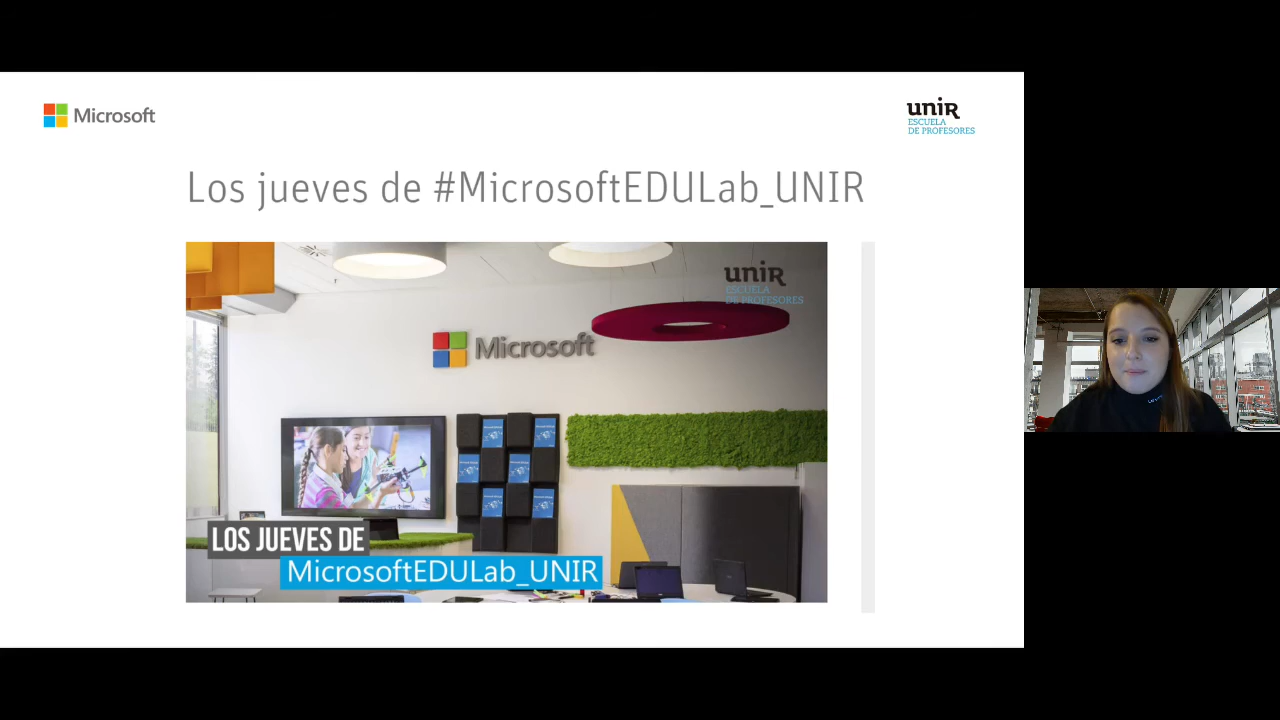 Microsoft
unir
ESCUELA
DE PROFESORES
Los jueves de #MicrosoftEDULab_UNIR
unir
ESCUELA
DE PROFESORES
Microsoft
LOS JUEVES DE
MicrosoftEDULab_UNIR